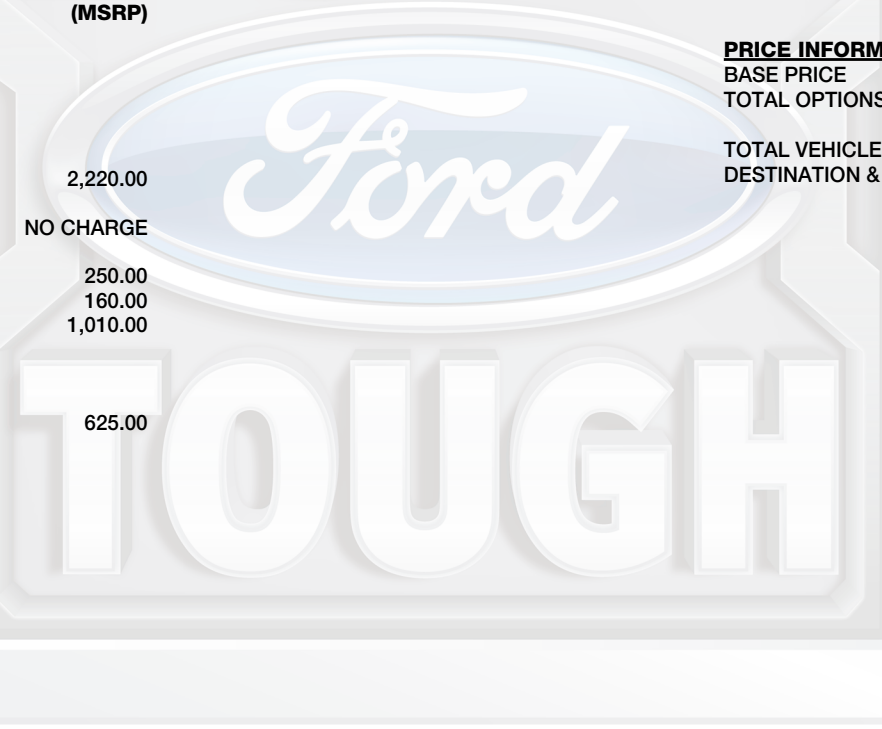 (MSRP)
2,220.00
NO CHARGE
250.00
160.00
1,010.00
625.00
PRICE INFORM
BASE PRICE
TOTAL OPTIONS
TOTAL VEHICLE
DESTINATION &
Ford
TOUGH